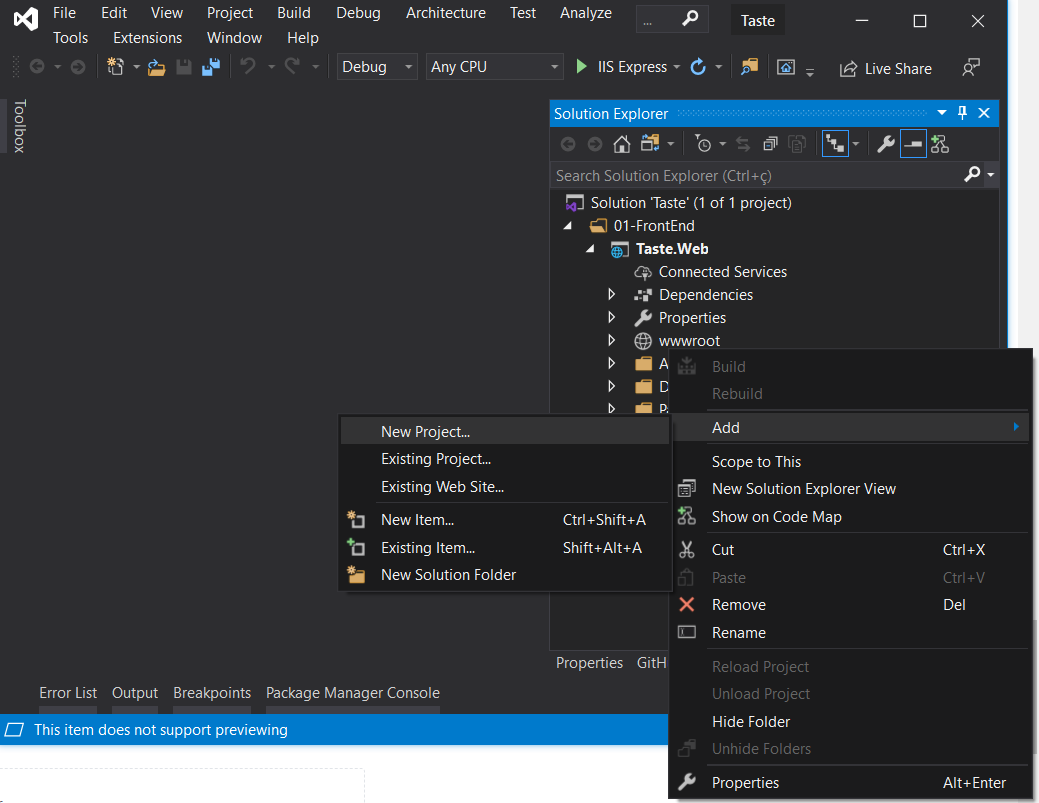 File Edit View Project Build Debug Architecture Test Analyze ... Taste
Tools Extensions Window Help
Debug Any CPU IIS Express Live Share
Toolbox
Solution Explorer
Search Solution Explorer (Ctrl+ç)
Solution 'Taste' (1 of 1 project)
01-FrontEnd
Taste.Web
Connected Services
Dependencies
Properties
wwwroot
A
D
Build
Rebuild
Add
Scope to This
New Solution Explorer View
Show on Code Map
Cut Ctrl+X
Paste Ctrl+V
Remove Del
Rename
Reload Project
Unload Project
Hide Folder
Unhide Folders
Properties Alt+Enter
New Project...
Existing Project...
Existing Web Site...
New Item... Ctrl+Shift+A
Existing Item... Shift+Alt+A
New Solution Folder
Properties GitH
Error List Output Breakpoints Package Manager Console
This item does not support previewing